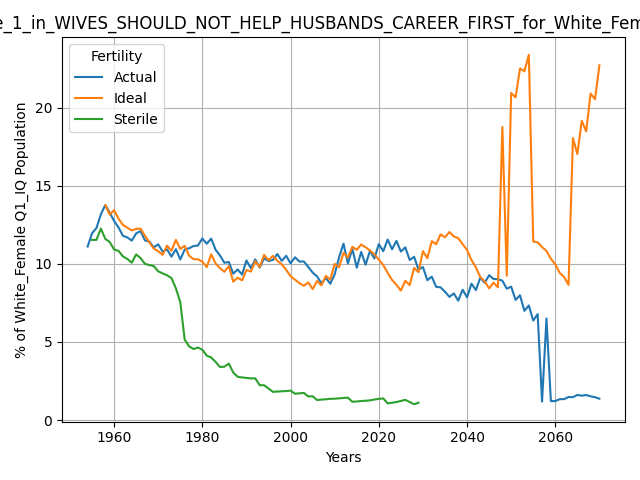 e_1_in_WIVES_SHOULD_NOT_HELP_HUSBANDS_CAREER_FIRST_for_White_Fem
Fertility
Actual
Ideal
Sterile
% of White_Female Q1_IQ Population
20
15
10
5
0
1960 1980 2000 2020 2040 2060
Years